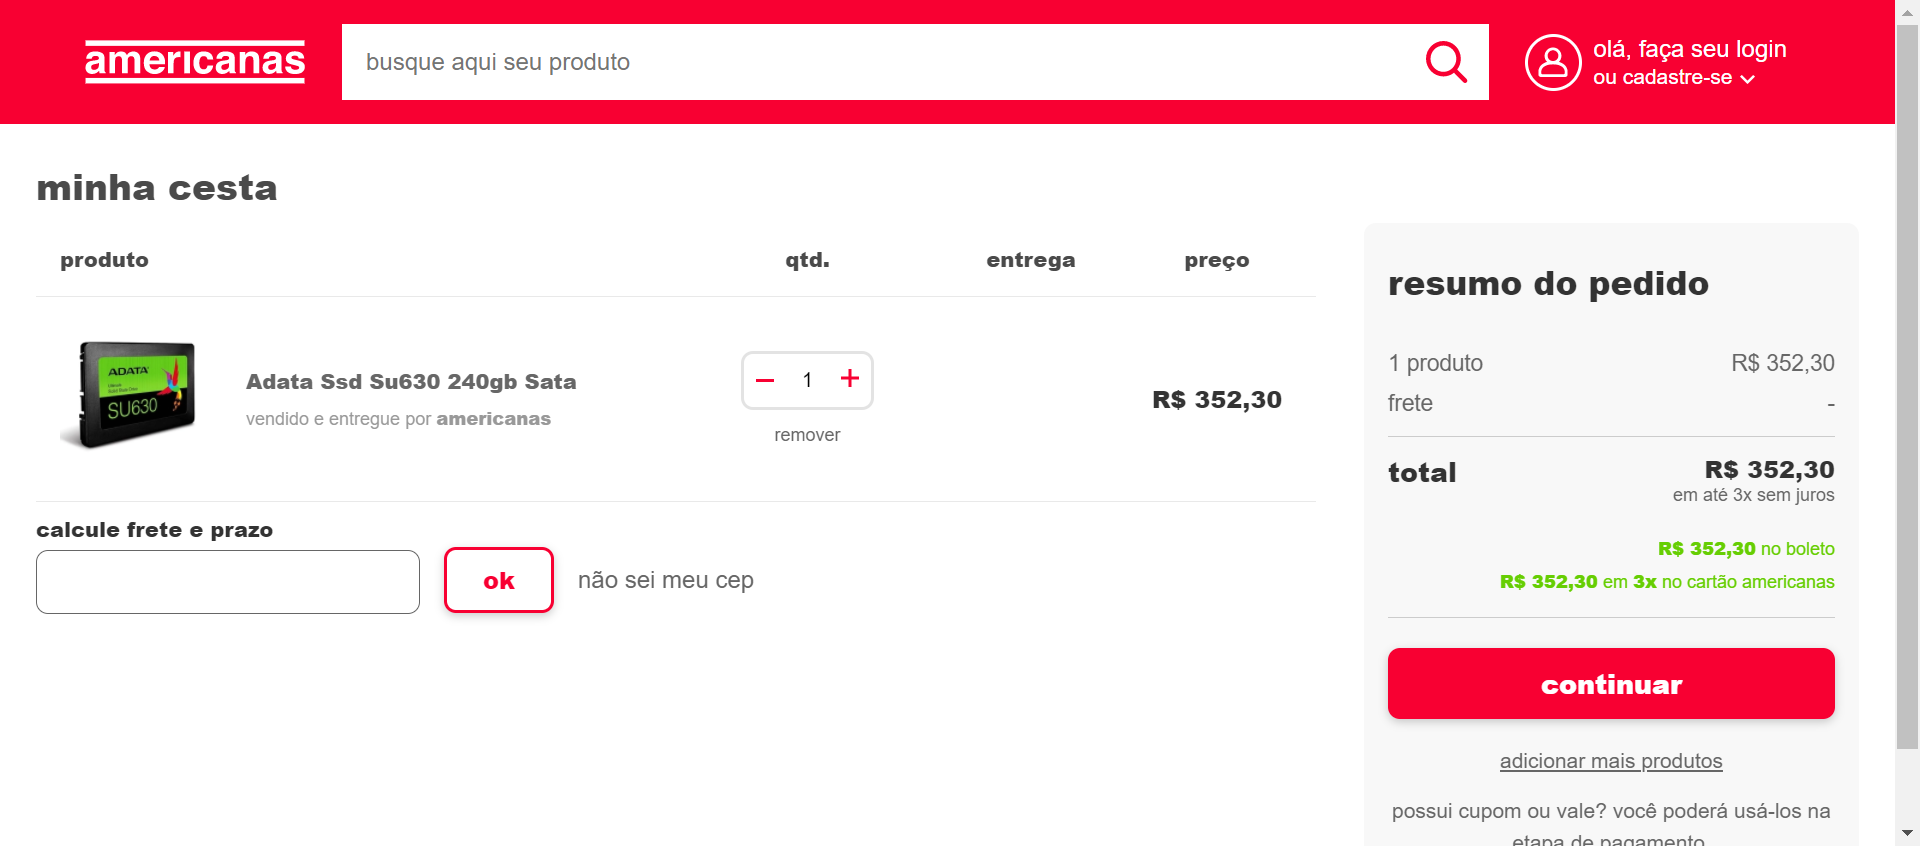 americanas
busque aqui seu produto
olá, faça seu login
ou cadastre-se
minha cesta
produto
qtd.
entrega
preço
ADATA
SU630
Adata Ssd Su630 240gb Sata
vendido e entregue por americanas
1
remover
R$ 352,30
calcule frete e prazo
ok
não sei meu cep
resumo do pedido
1 produto R$ 352,30
frete -
total R$ 352,30
em até 3x sem juros
R$ 352,30 no boleto
R$ 352,30 em 3x no cartão americanas
continuar
adicionar mais produtos
possui cupom ou vale? você poderá usá-los na
etapa de pagamento